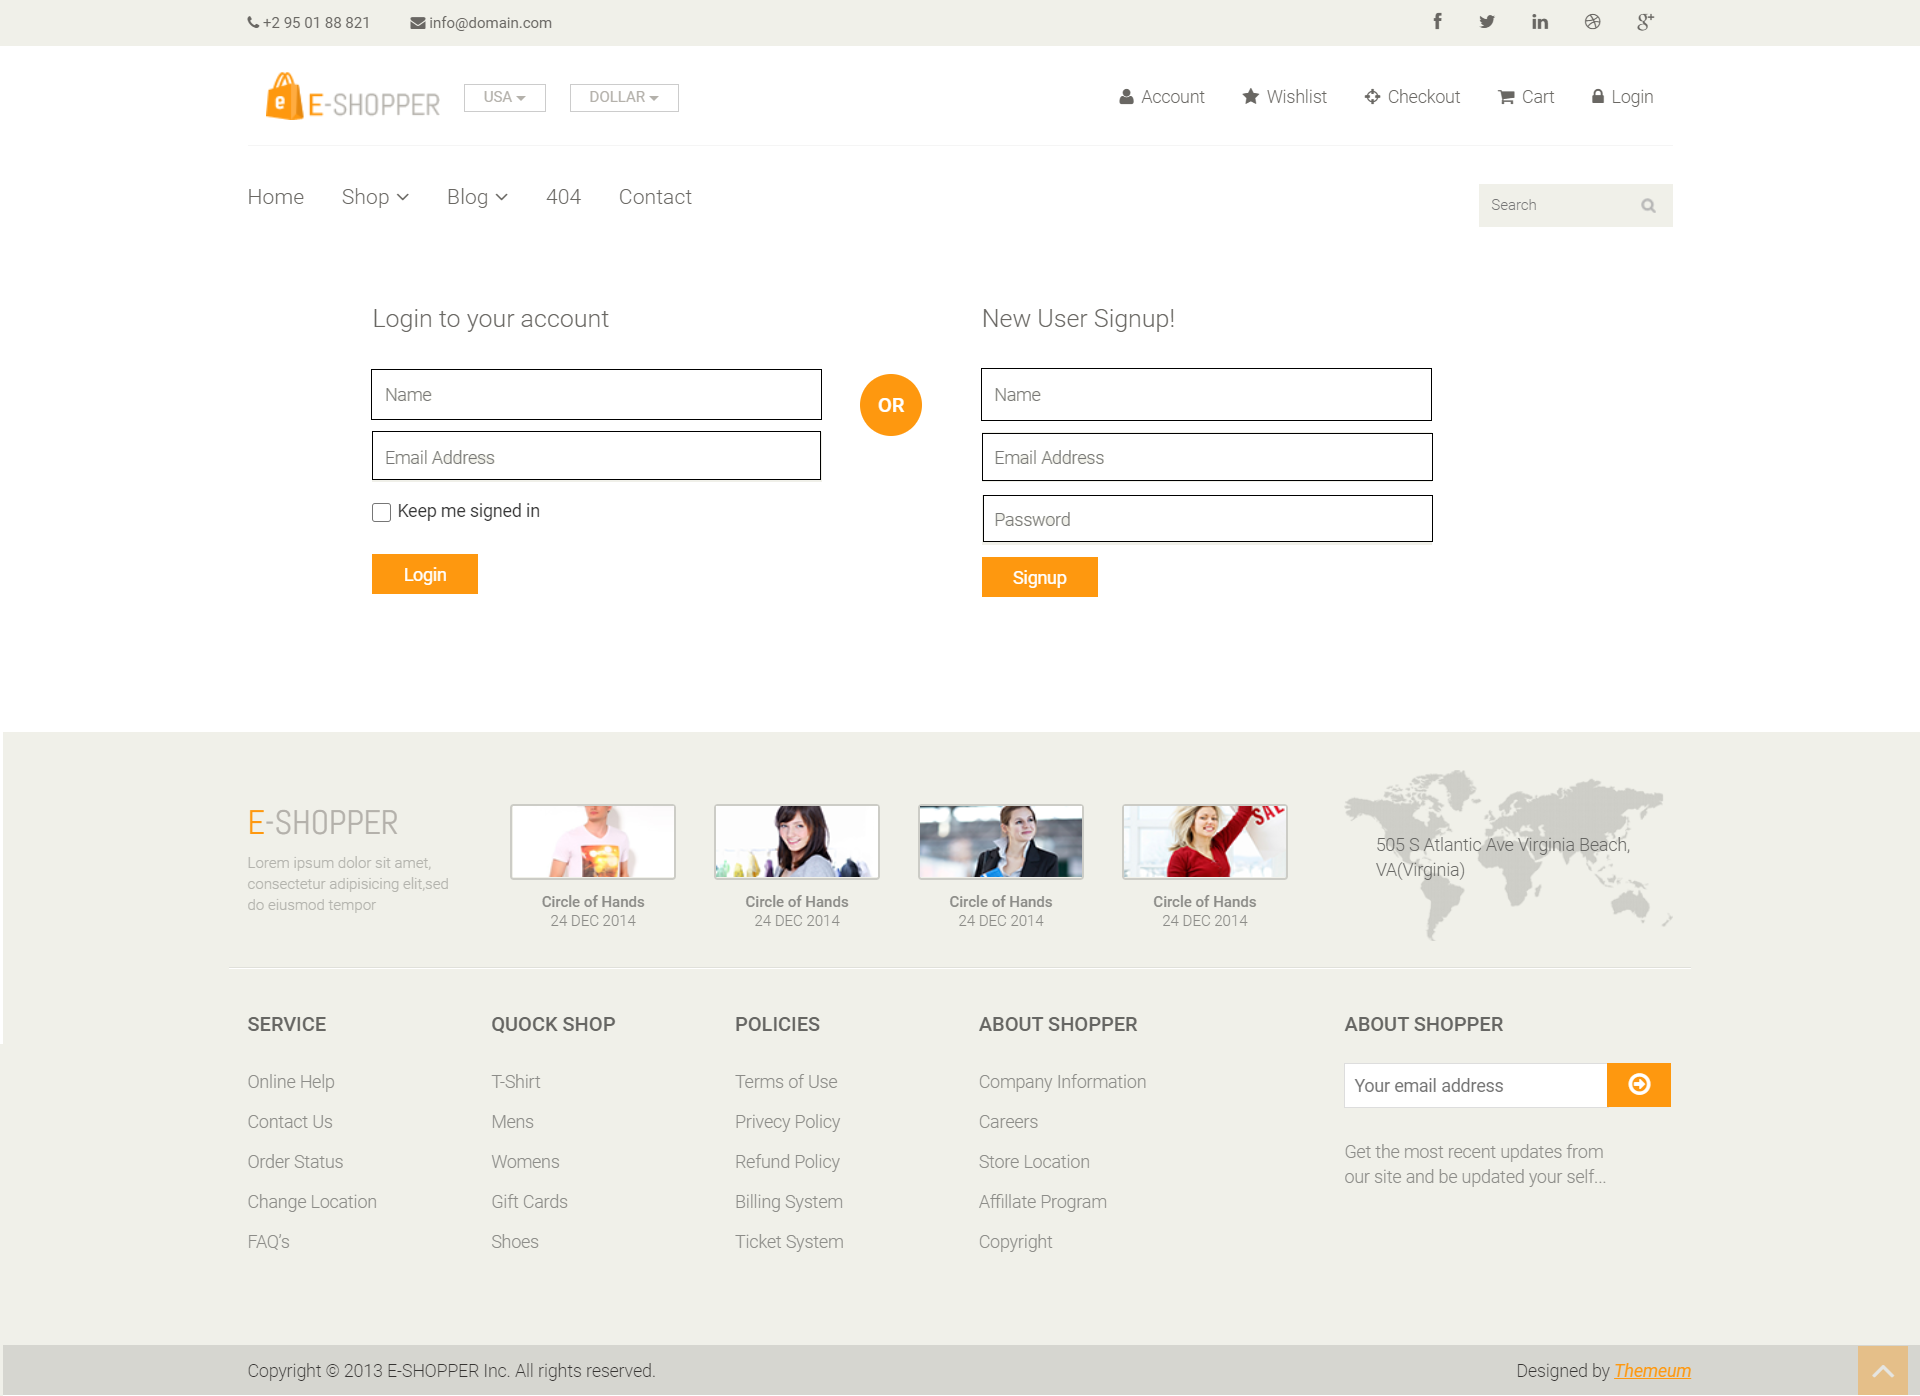 +2 95 01 88 821
info@domain.com
E-SHOPPER
USA
DOLLAR
Account
Wishlist
Checkout
Cart
Login
Home
Shop
Blog
404
Contact
Search
Login to your account
Name
Email Address
Keep me signed in
Login
OR
New User Signup!
Name
Email Address
Password
Signup
E-SHOPPER
Lorem ipsum dolor sit amet,
consectetur adipisicing elit,sed
do eiusmod tempor
Circle of Hands
24 DEC 2014
Circle of Hands
24 DEC 2014
Circle of Hands
24 DEC 2014
SALE
Circle of Hands
24 DEC 2014
505 S Atlantic Ave Virginia Beach,
VA(Virginia)
SERVICE
Online Help
Contact Us
Order Status
Change Location
FAQ's
QUOCK SHOP
T-Shirt
Mens
Womens
Gift Cards
Shoes
POLICIES
Terms of Use
Privecy Policy
Refund Policy
Billing System
Ticket System
ABOUT SHOPPER
Company Information
Careers
Store Location
Affillate Program
Copyright
ABOUT SHOPPER
Your email address
Get the most recent updates from
our site and be updated your self...
Copyright © 2013 E-SHOPPER Inc. All rights reserved.
Designed by Themeum